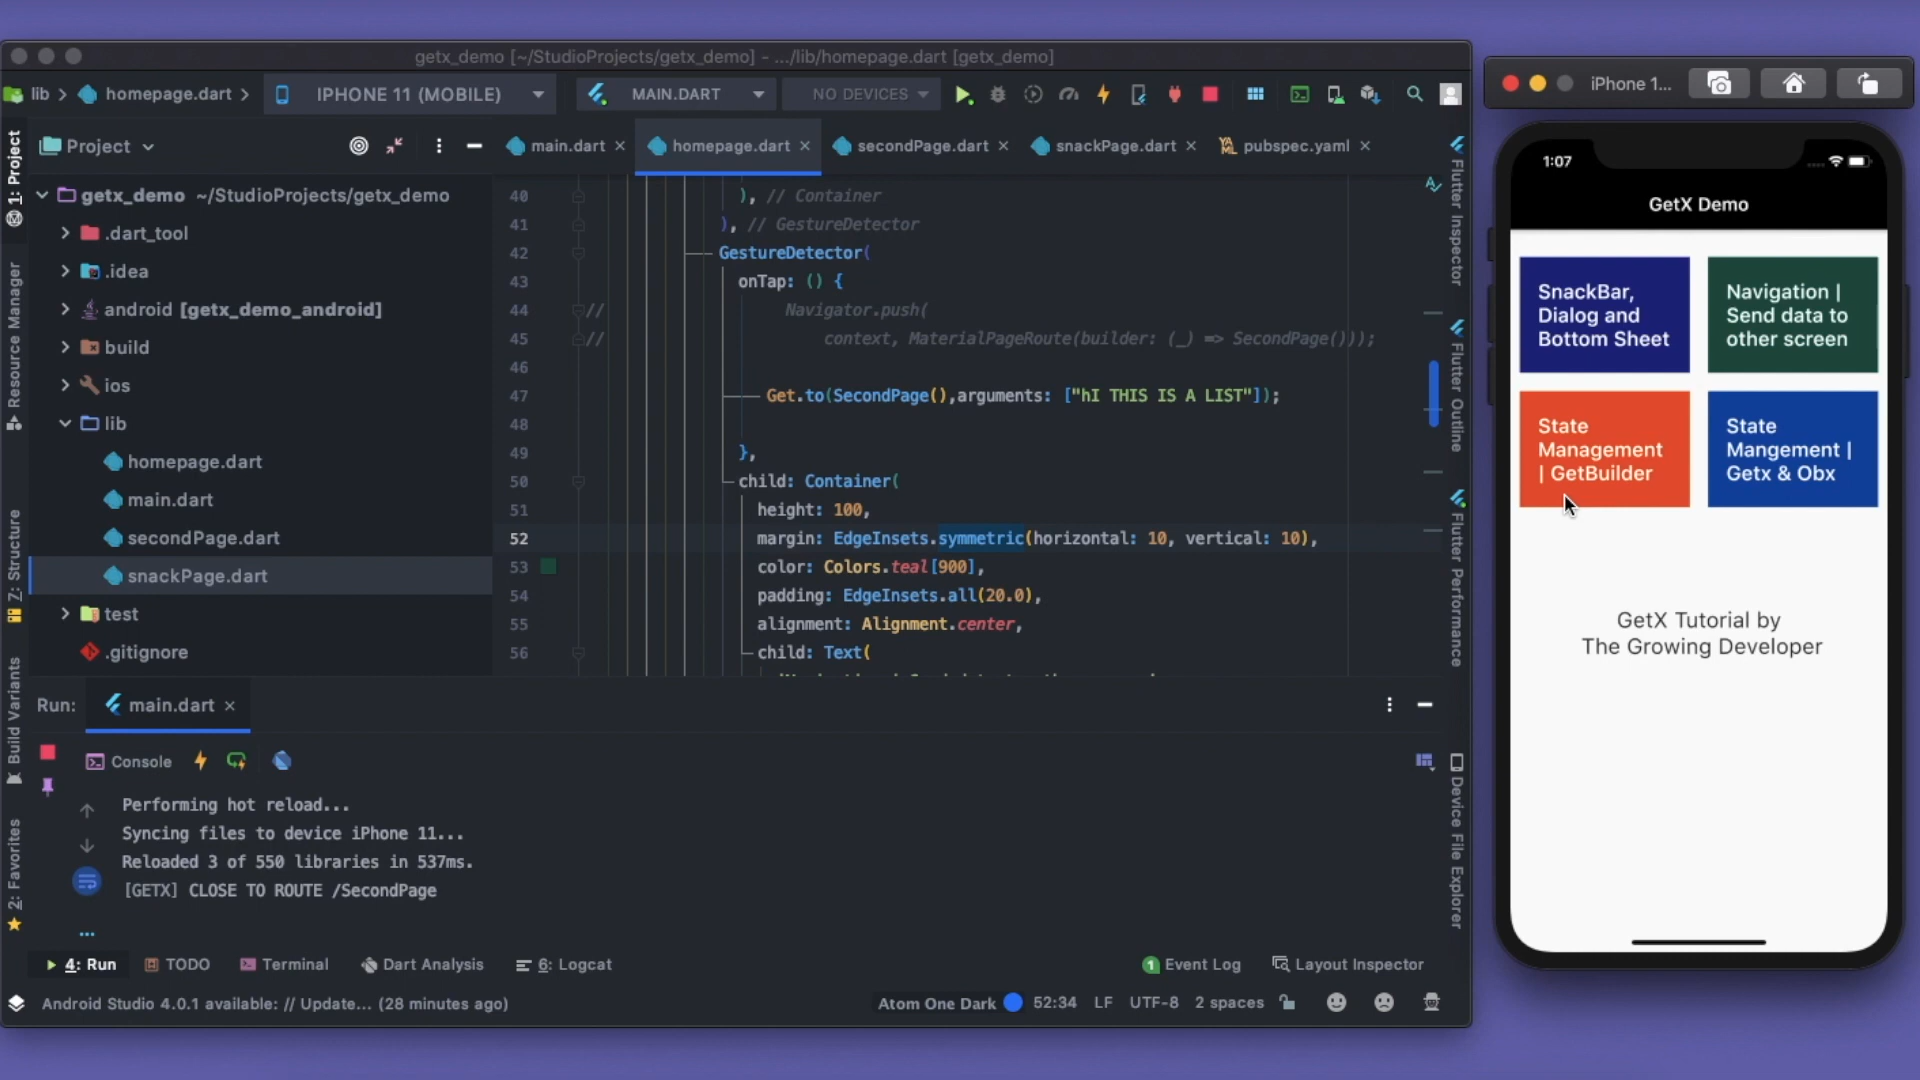 getx_demo [~/StudioProjects/getx_demo] - .../lib/homepage.dart [getx_demo]
lib homepage.dart IPHONE 11 (MOBILE) MAIN.DART NO DEVICES
Project
main.dart homepage.dart secondPage.dart snackPage.dart pubspec.yaml
getx_demo ~/StudioProjects/getx_demo
.dart_tool
.idea
android [getx_demo_android]
build
ios
lib
homepage.dart
main.dart
secondPage.dart
snackPage.dart
test
.gitignore
1: Project
Resource Manager
Z: Structure
Build Variants
2: Favorites
40 ), // Container
41 ), // GestureDetector
42 GestureDetector(
43 onTap: () {
44 // Navigator.push(
45 // context, MaterialPageRoute(builder: (_) => SecondPage()));
46
47 Get.to(SecondPage(),arguments: ["hI THIS IS A LIST"]);
48
49 },
50 child: Container(
51 height: 100,
52 margin: EdgeInsets.symmetric(horizontal: 10, vertical: 10),
53 color: Colors.teal[900],
54 padding: EdgeInsets.all(20.0),
55 alignment: Alignment.center,
56 child: Text(
Flutter Inspector
Flutter Outline
Flutter Performance
Device File Explorer
Run: main.dart
Console
Performing hot reload...
Syncing files to device iPhone 11...
Reloaded 3 of 550 libraries in 537ms.
[GETX] CLOSE TO ROUTE /SecondPage
4: Run TODO Terminal Dart Analysis 6: Logcat 1 Event Log Layout Inspector
Android Studio 4.0.1 available: // Update... (28 minutes ago) Atom One Dark 52:34 LF UTF-8 2 spaces
iPhone 1...
1:07
GetX Demo
SnackBar,
Dialog and
Bottom Sheet
Navigation |
Send data to
other screen
State
Management
| GetBuilder
State
Mangement |
Getx & Obx
GetX Tutorial by
The Growing Developer